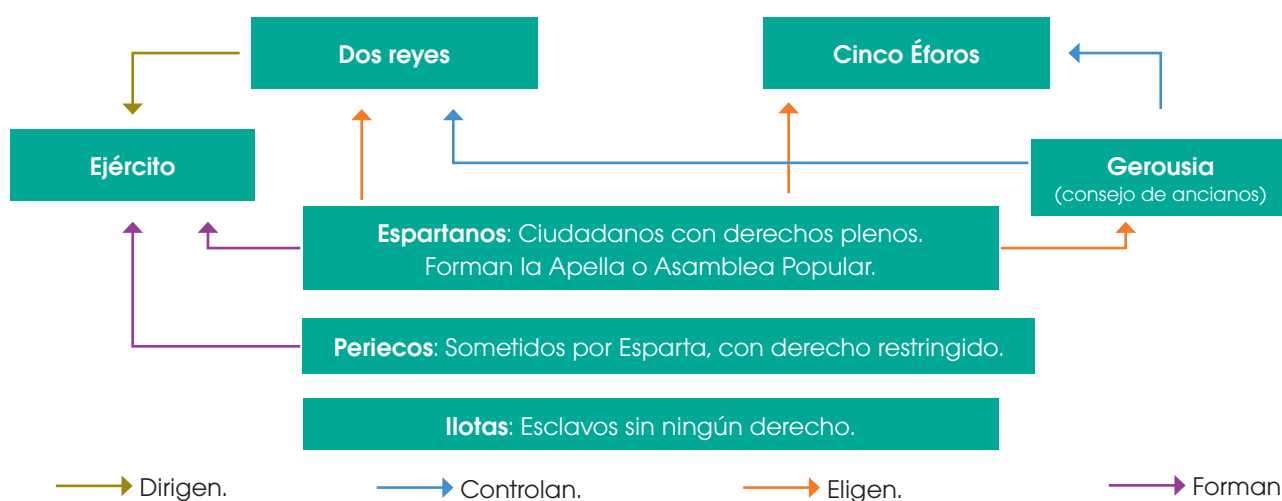 Dos reyes
Cinco Éforos
Ejército
Gerousia
(consejo de ancianos)
Espartanos: Ciudadanos con derechos plenos.
Forman la Apella o Asamblea Popular.
Periecos: Sometidos por Esparta, con derecho restringido.
Ilotas: Esclavos sin ningún derecho.
Dirigen.
Controlan.
Eligen.
Forman